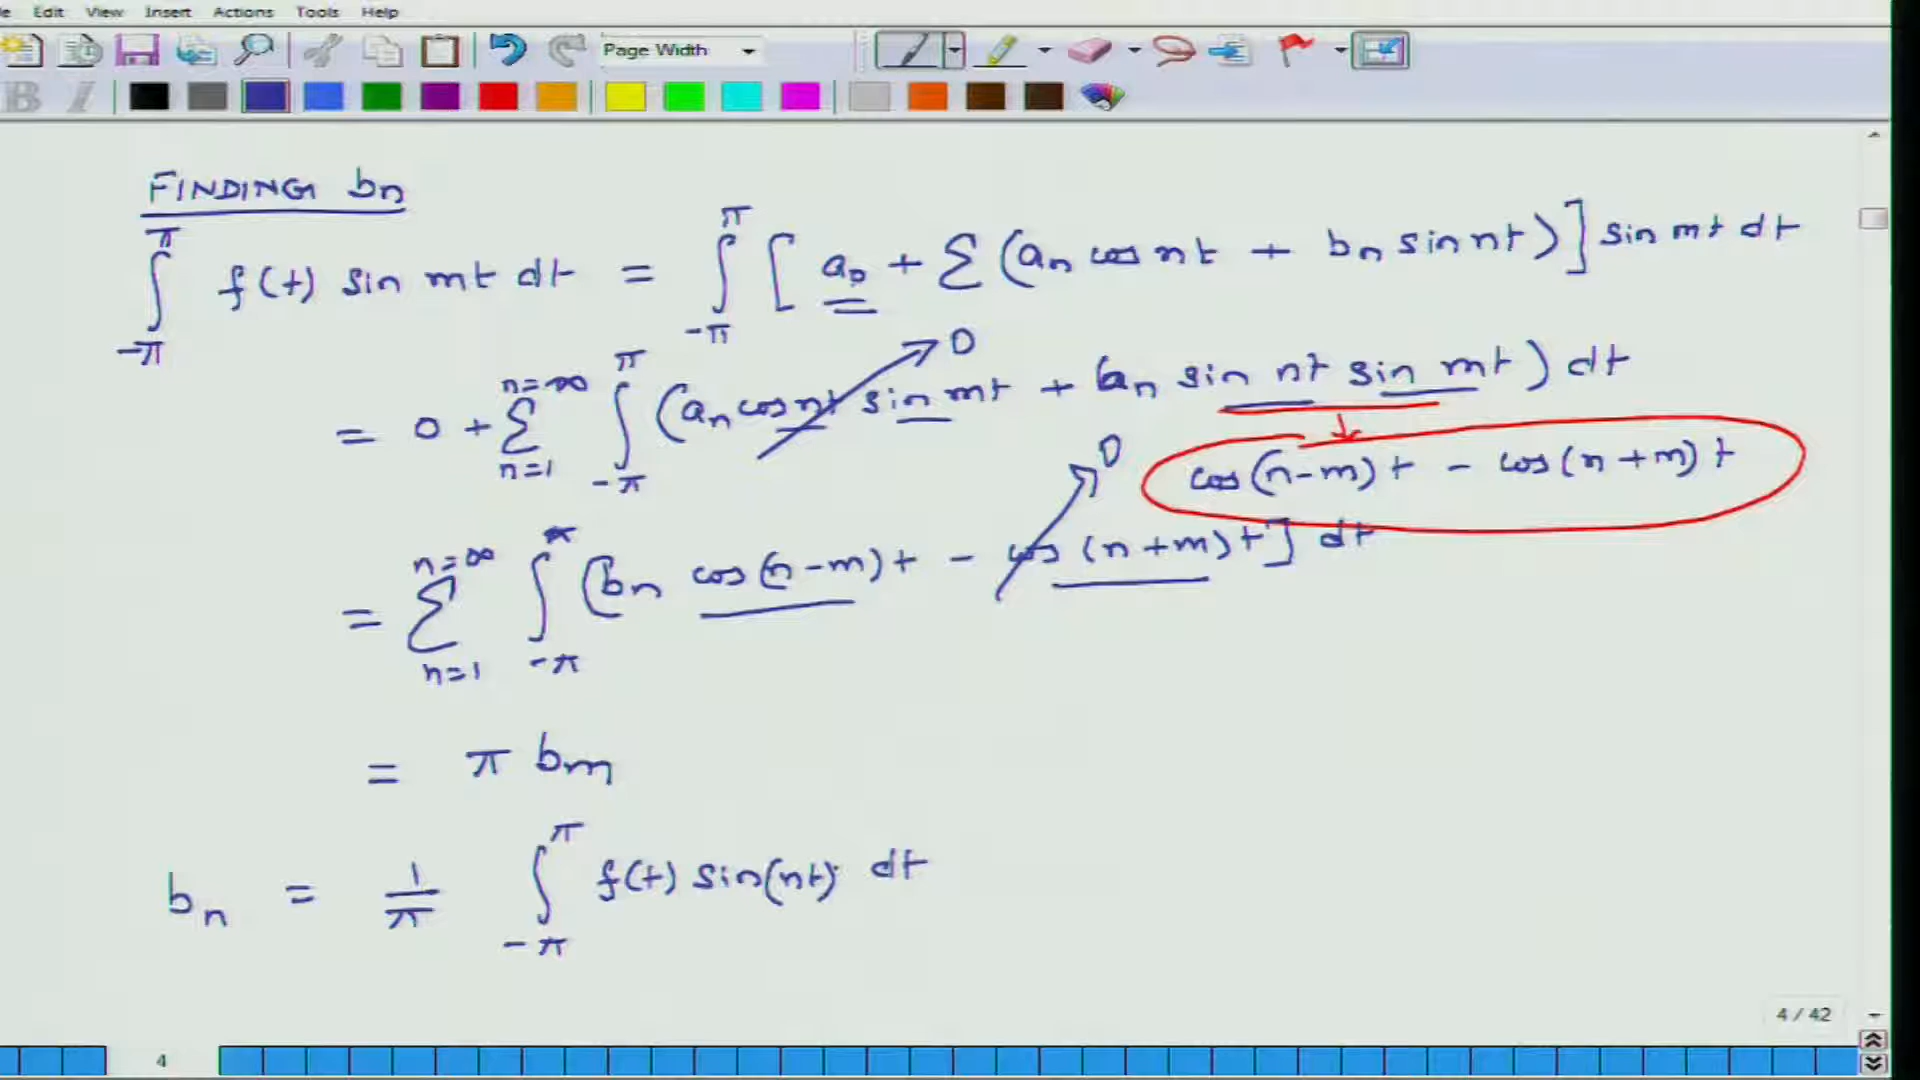 Edit View Insert Actions Tools Help
Page Width
FINDING bn
∫_{-π}^{π} f(t) sin mt dt = ∫_{-π}^{π} [ a₀ + Σ (an cos nt + bn sin nt) ] sin mt dt
= 0 + Σ_{n=1}^{n=∞} ∫_{-π}^{π} (an cos nt sin mt + bn sin nt sin mt) dt
0
0
cos(n-m)t - cos(n+m)t
= Σ_{n=1}^{n=∞} ∫_{-π}^{π} (bn cos(n-m)t - cos(n+m)t] dt
= π bm
bn = 1/π ∫_{-π}^{π} f(t) sin(nt) dt
4 / 42
4